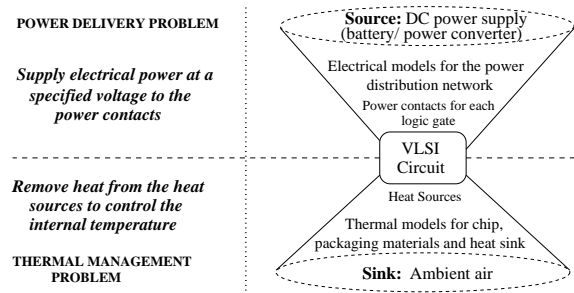 POWER DELIVERY PROBLEM
Supply electrical power at a
specified voltage to the
power contacts
Source: DC power supply
(battery/ power converter)
Electrical models for the power
distribution network
Power contacts for each
logic gate
VLSI
Circuit
Remove heat from the heat
sources to control the
internal temperature
THERMAL MANAGEMENT
PROBLEM
Heat Sources
Thermal models for chip,
packaging materials and heat sink
Sink: Ambient air